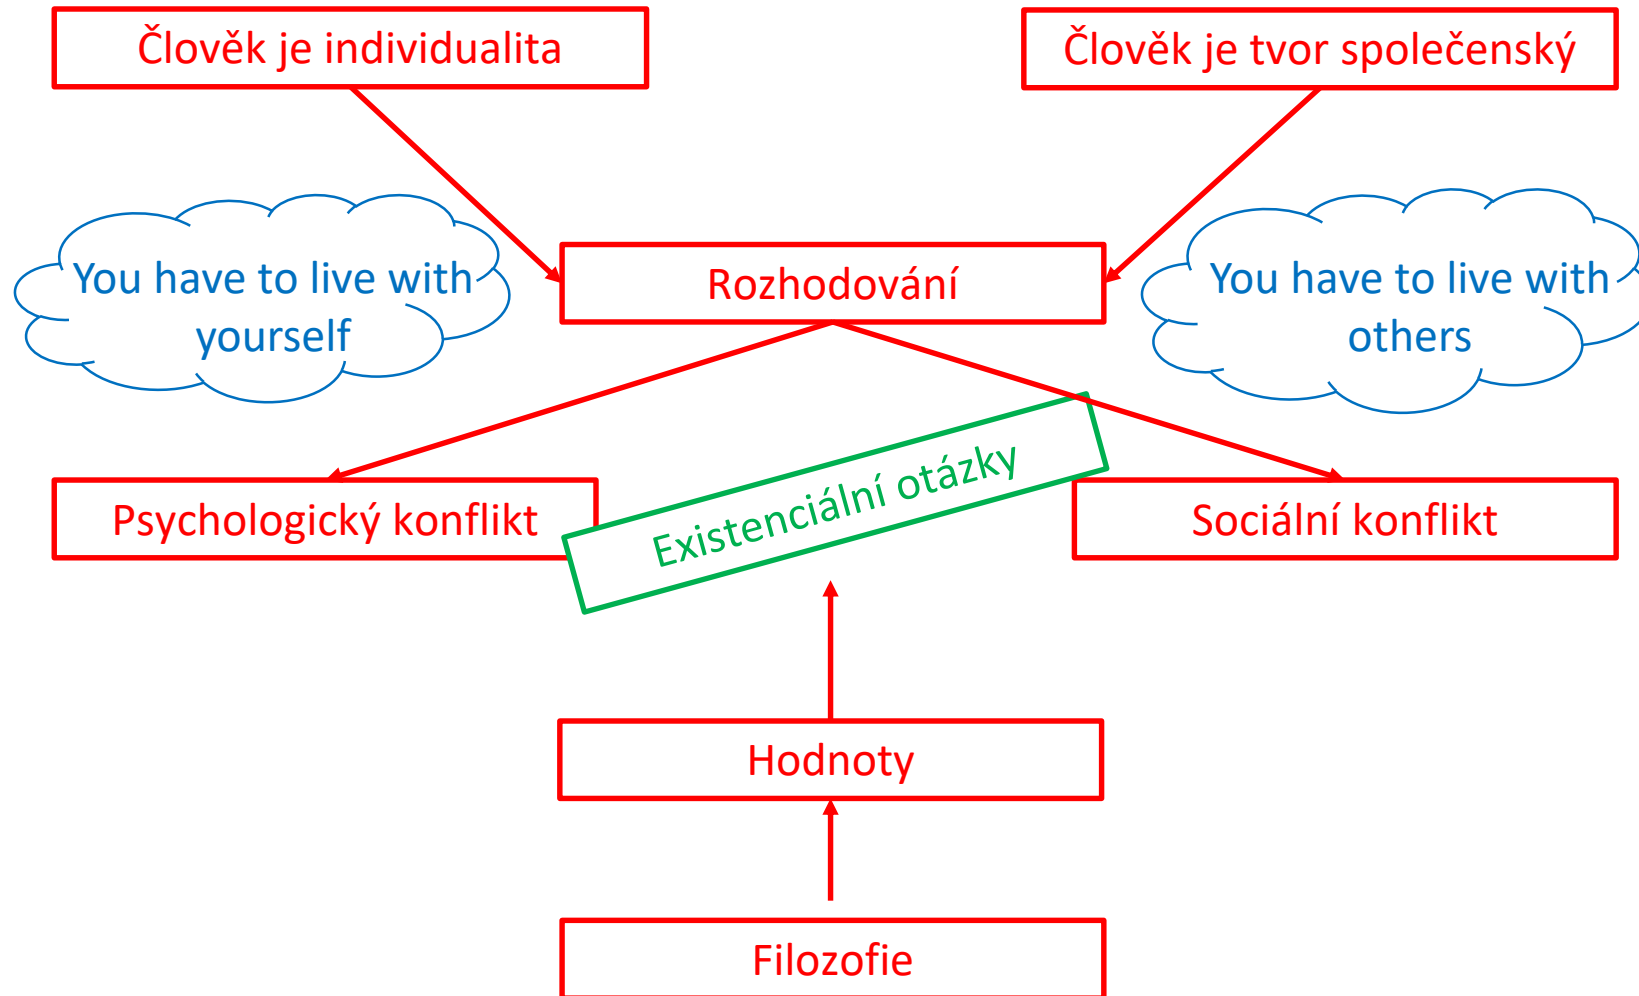 Člověk je individualita
Člověk je tvor společenský
You have to live with
yourself
Rozhodování
You have to live with
others
Psychologický konflikt
Existenciální otázky
Sociální konflikt
Hodnoty
Filozofie